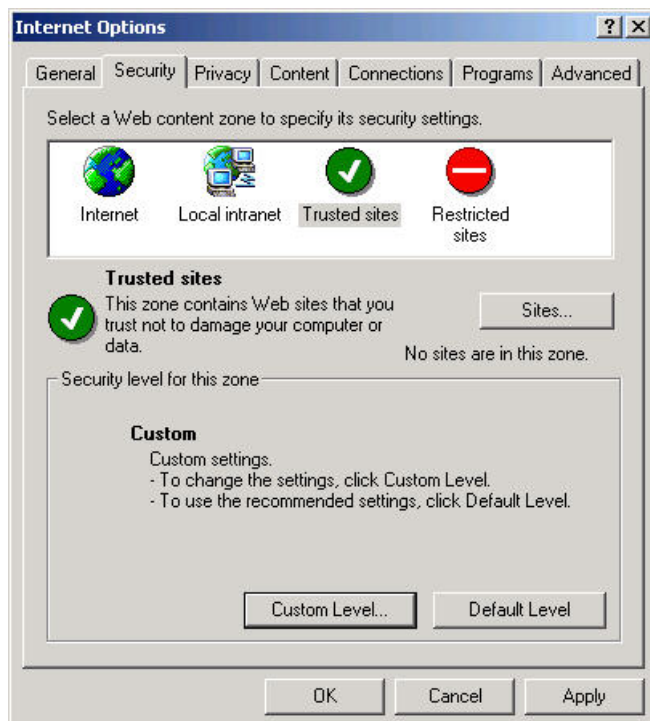 Internet Options
General Security Privacy Content Connections Programs Advanced
Select a Web content zone to specify its security settings.
Internet Local intranet Trusted sites Restricted
sites
Trusted sites
This zone contains Web sites that you
trust not to damage your computer or
data.
Sites...
No sites are in this zone.
Security level for this zone
Custom
Custom settings.
- To change the settings, click Custom Level.
- To use the recommended settings, click Default Level.
Custom Level... Default Level
OK Cancel Apply